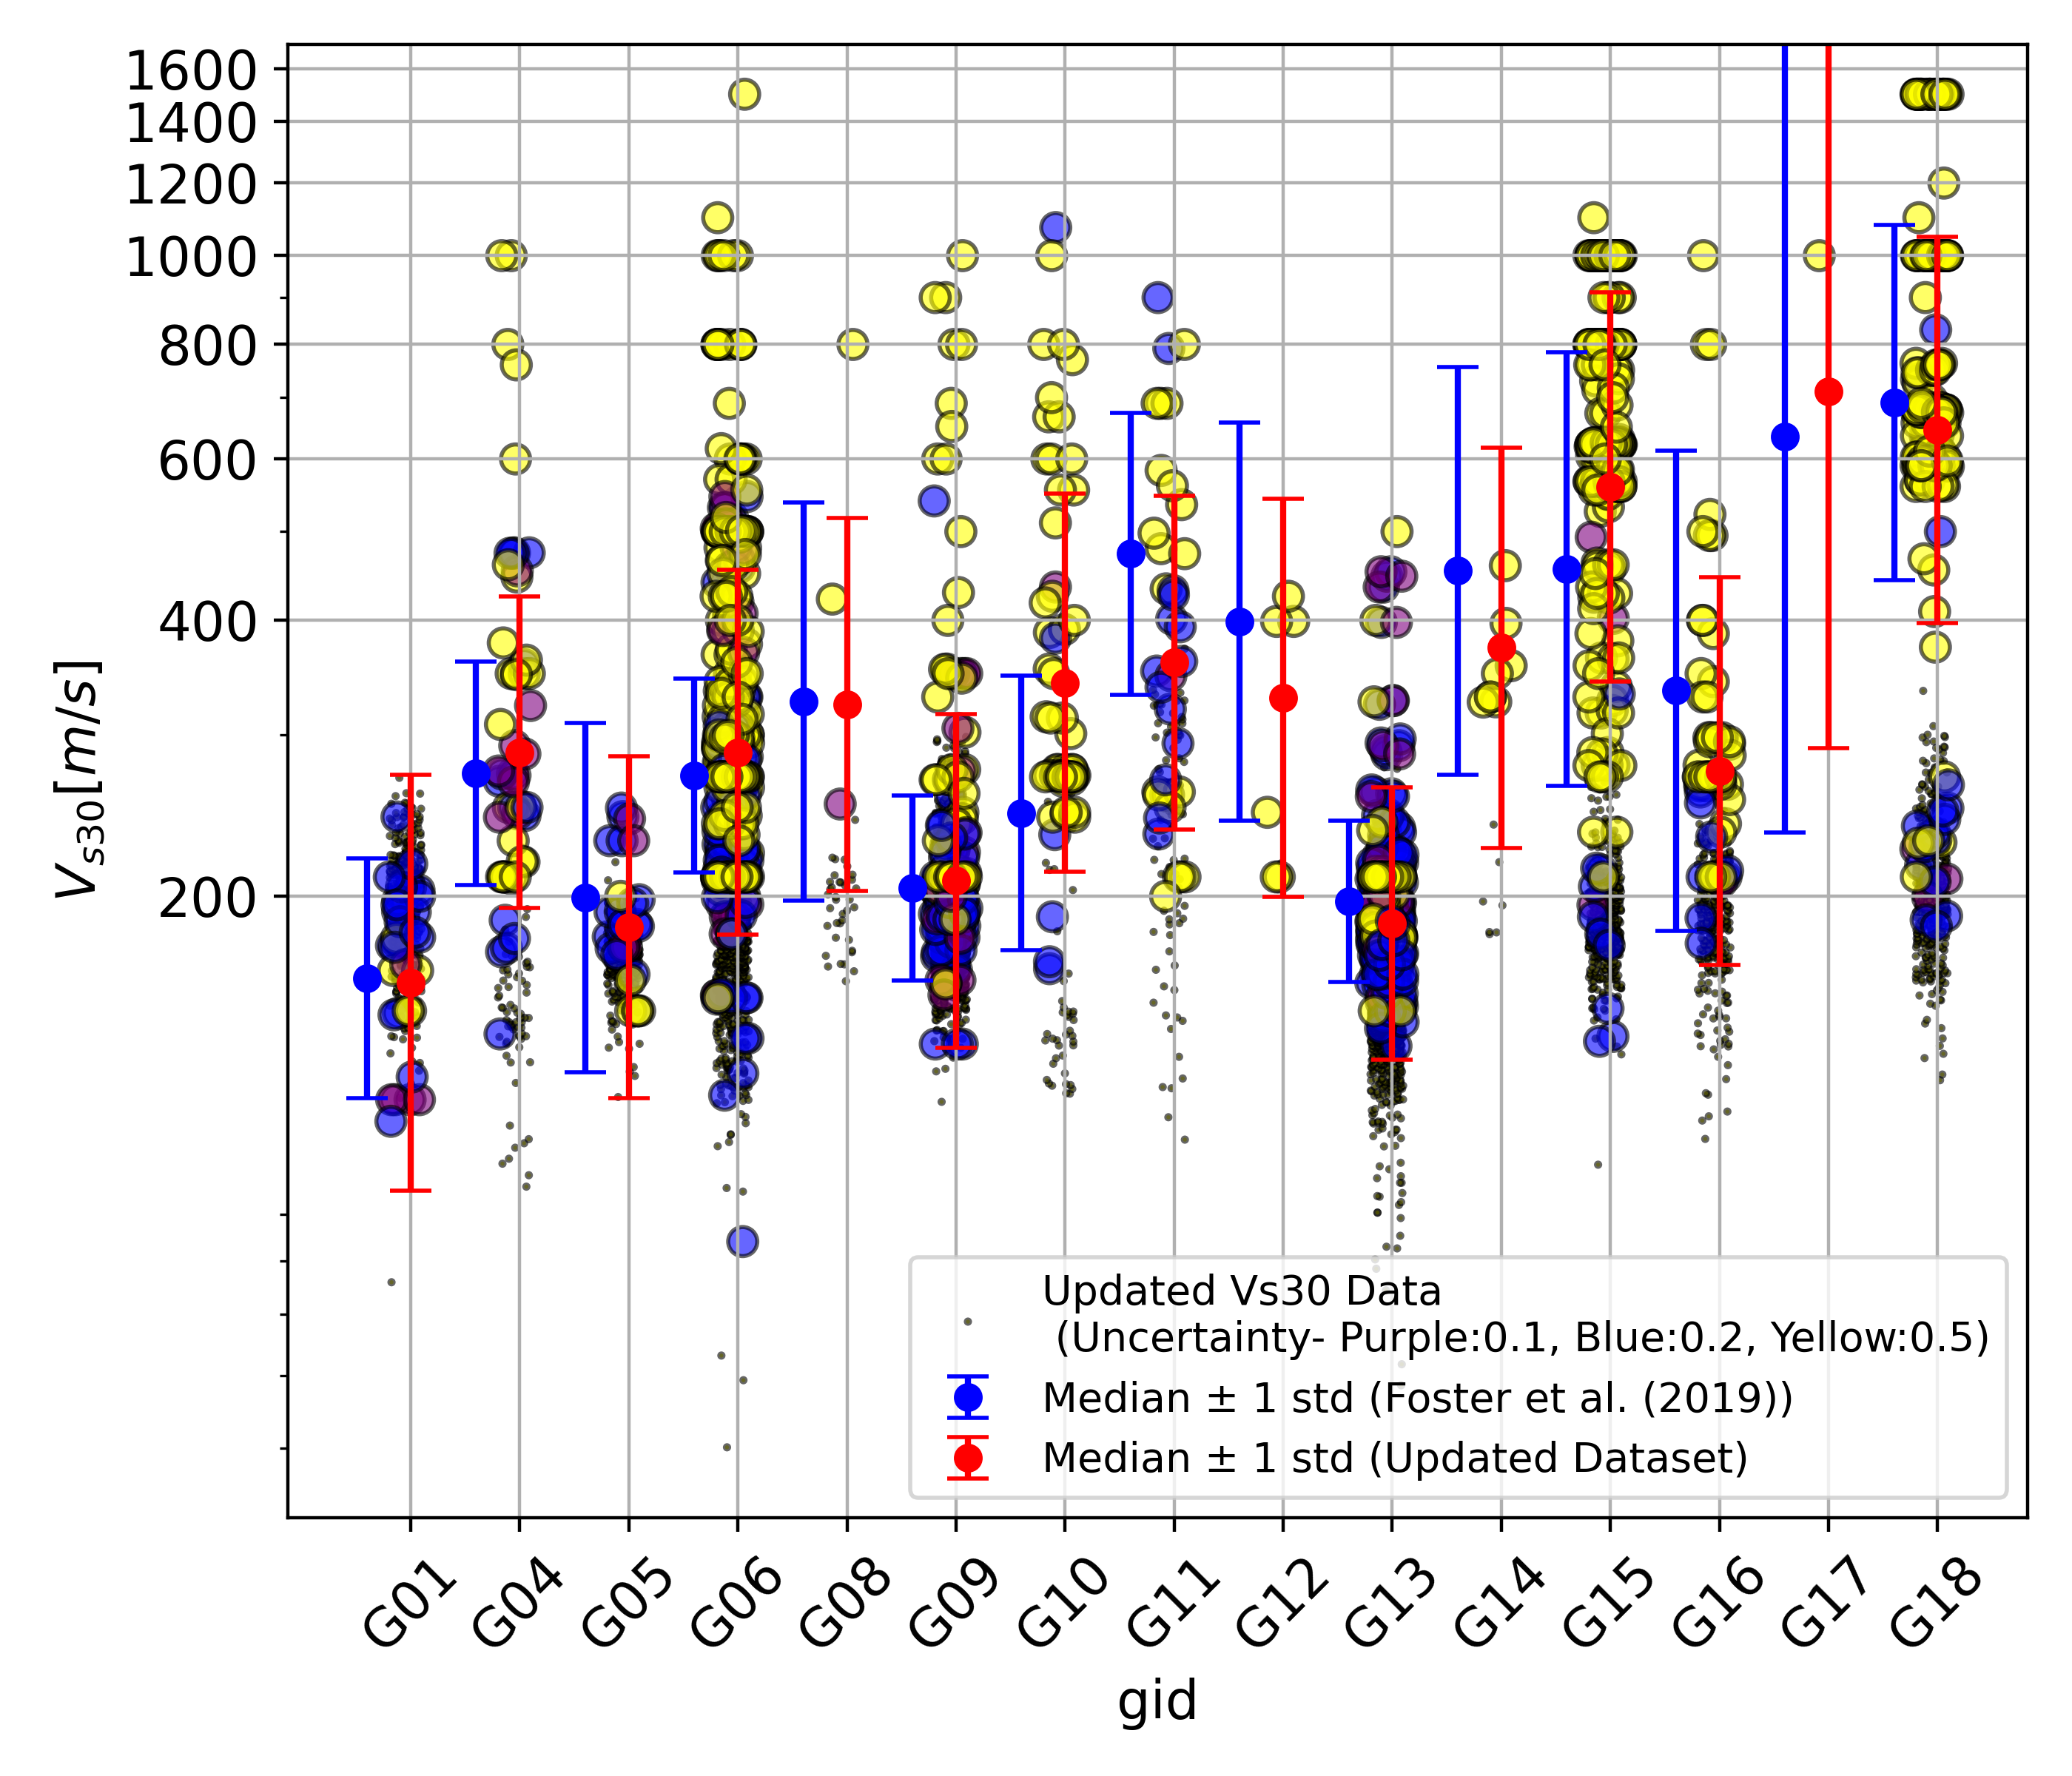 1600
1400
1200
1000
800
600
400
200
V_{s30}[m/s]
Updated Vs30 Data
(Uncertainty- Purple:0.1, Blue:0.2, Yellow:0.5)
Median ± 1 std (Foster et al. (2019))
Median ± 1 std (Updated Dataset)
G01 G04 G05 G06 G08 G09 G10 G11 G12 G13 G14 G15 G16 G17 G18
gid